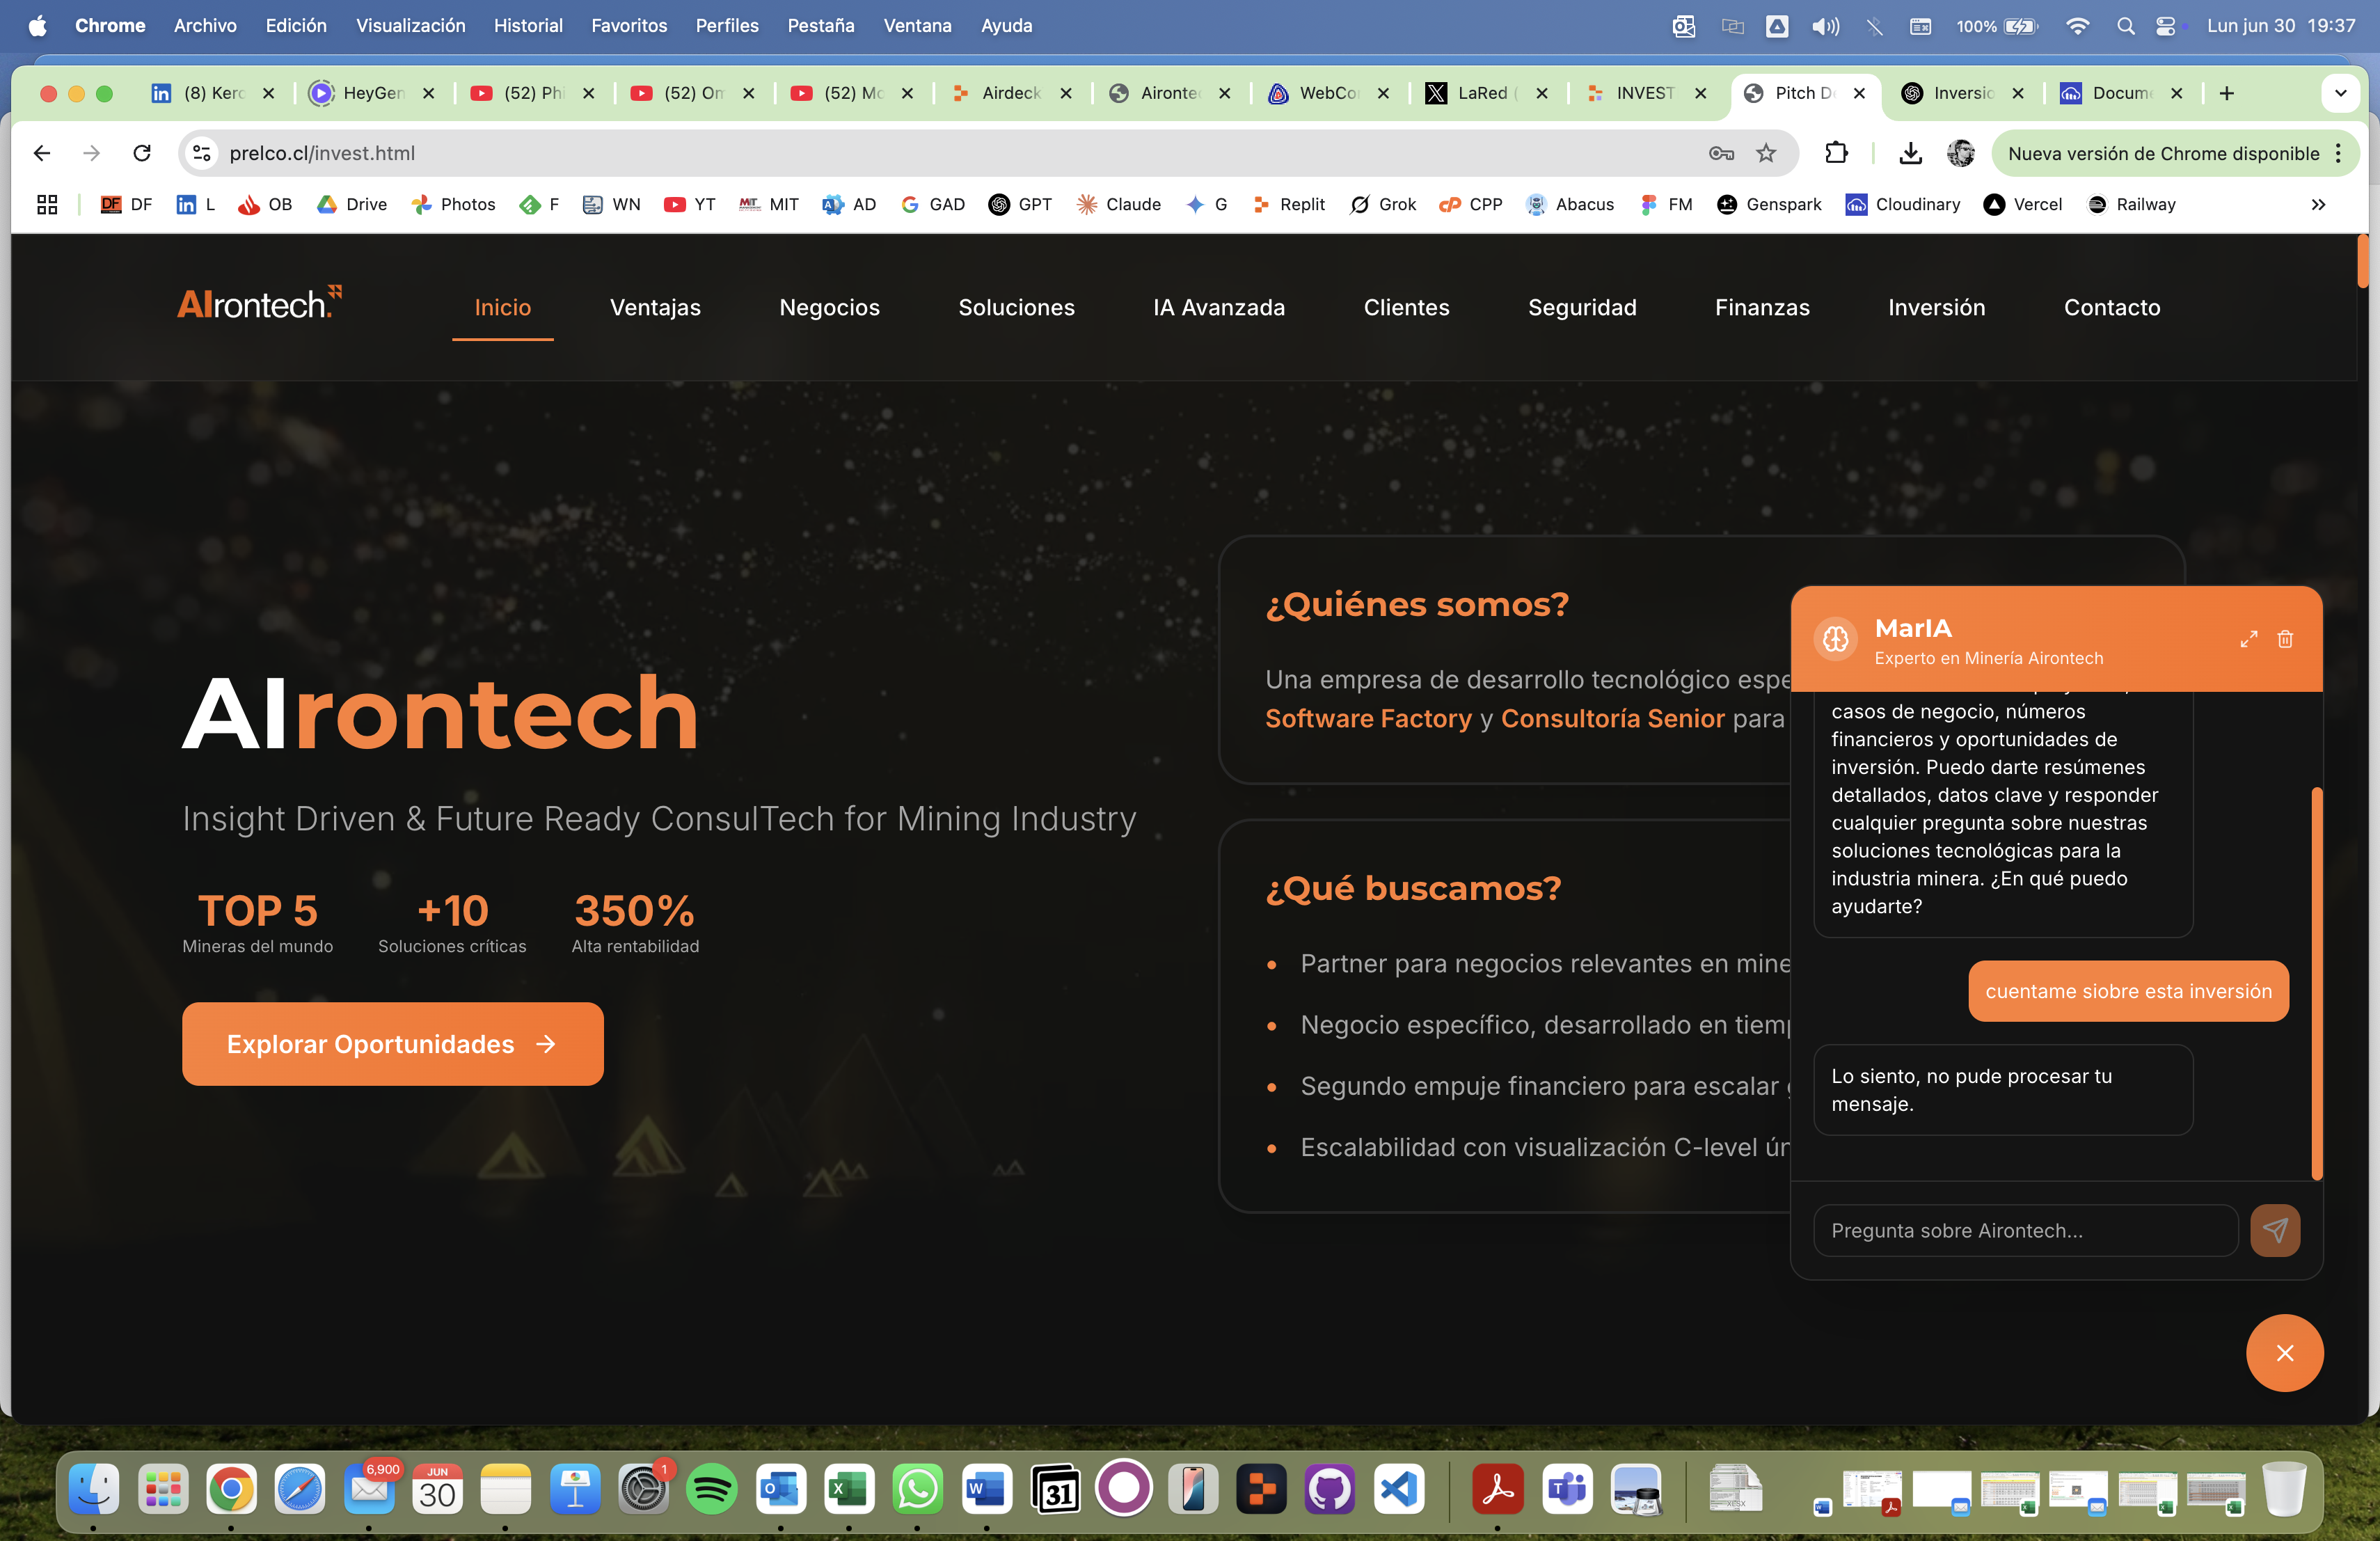 Chrome Archivo Edición Visualización Historial Favoritos Perfiles Pestaña Ventana Ayuda 100% Lun jun 30 19:37
(8) Kero HeyGen (52) Phi (52) Om (52) Mo Airdeck Aironte WebCo LaRed ( INVEST Pitch D Inversio Docum
prelco.cl/invest.html Nueva versión de Chrome disponible
DF DF L OB Drive Photos F WN YT MIT MIT AD GAD GPT Claude G Replit Grok CPP Abacus FM Genspark Cloudinary Vercel Railway
AIrontech. Inicio Ventajas Negocios Soluciones IA Avanzada Clientes Seguridad Finanzas Inversión Contacto
AIrontech
Insight Driven & Future Ready ConsulTech for Mining Industry
TOP 5 +10 350%
Mineras del mundo Soluciones críticas Alta rentabilidad
Explorar Oportunidades
¿Quiénes somos?
Una empresa de desarrollo tecnológico espe
Software Factory y Consultoría Senior para
¿Qué buscamos?
Partner para negocios relevantes en mine
Negocio específico, desarrollado en tiem
Segundo empuje financiero para escalar
Escalabilidad con visualización C-level ún
MarIA
Experto en Minería Airontech
casos de negocio, números
financieros y oportunidades de
inversión. Puedo darte resúmenes
detallados, datos clave y responder
cualquier pregunta sobre nuestras
soluciones tecnológicas para la
industria minera. ¿En qué puedo
ayudarte?
cuentame siobre esta inversión
Lo siento, no pude procesar tu
mensaje.
Pregunta sobre Airontech...
6,900 JUN 30 1 31